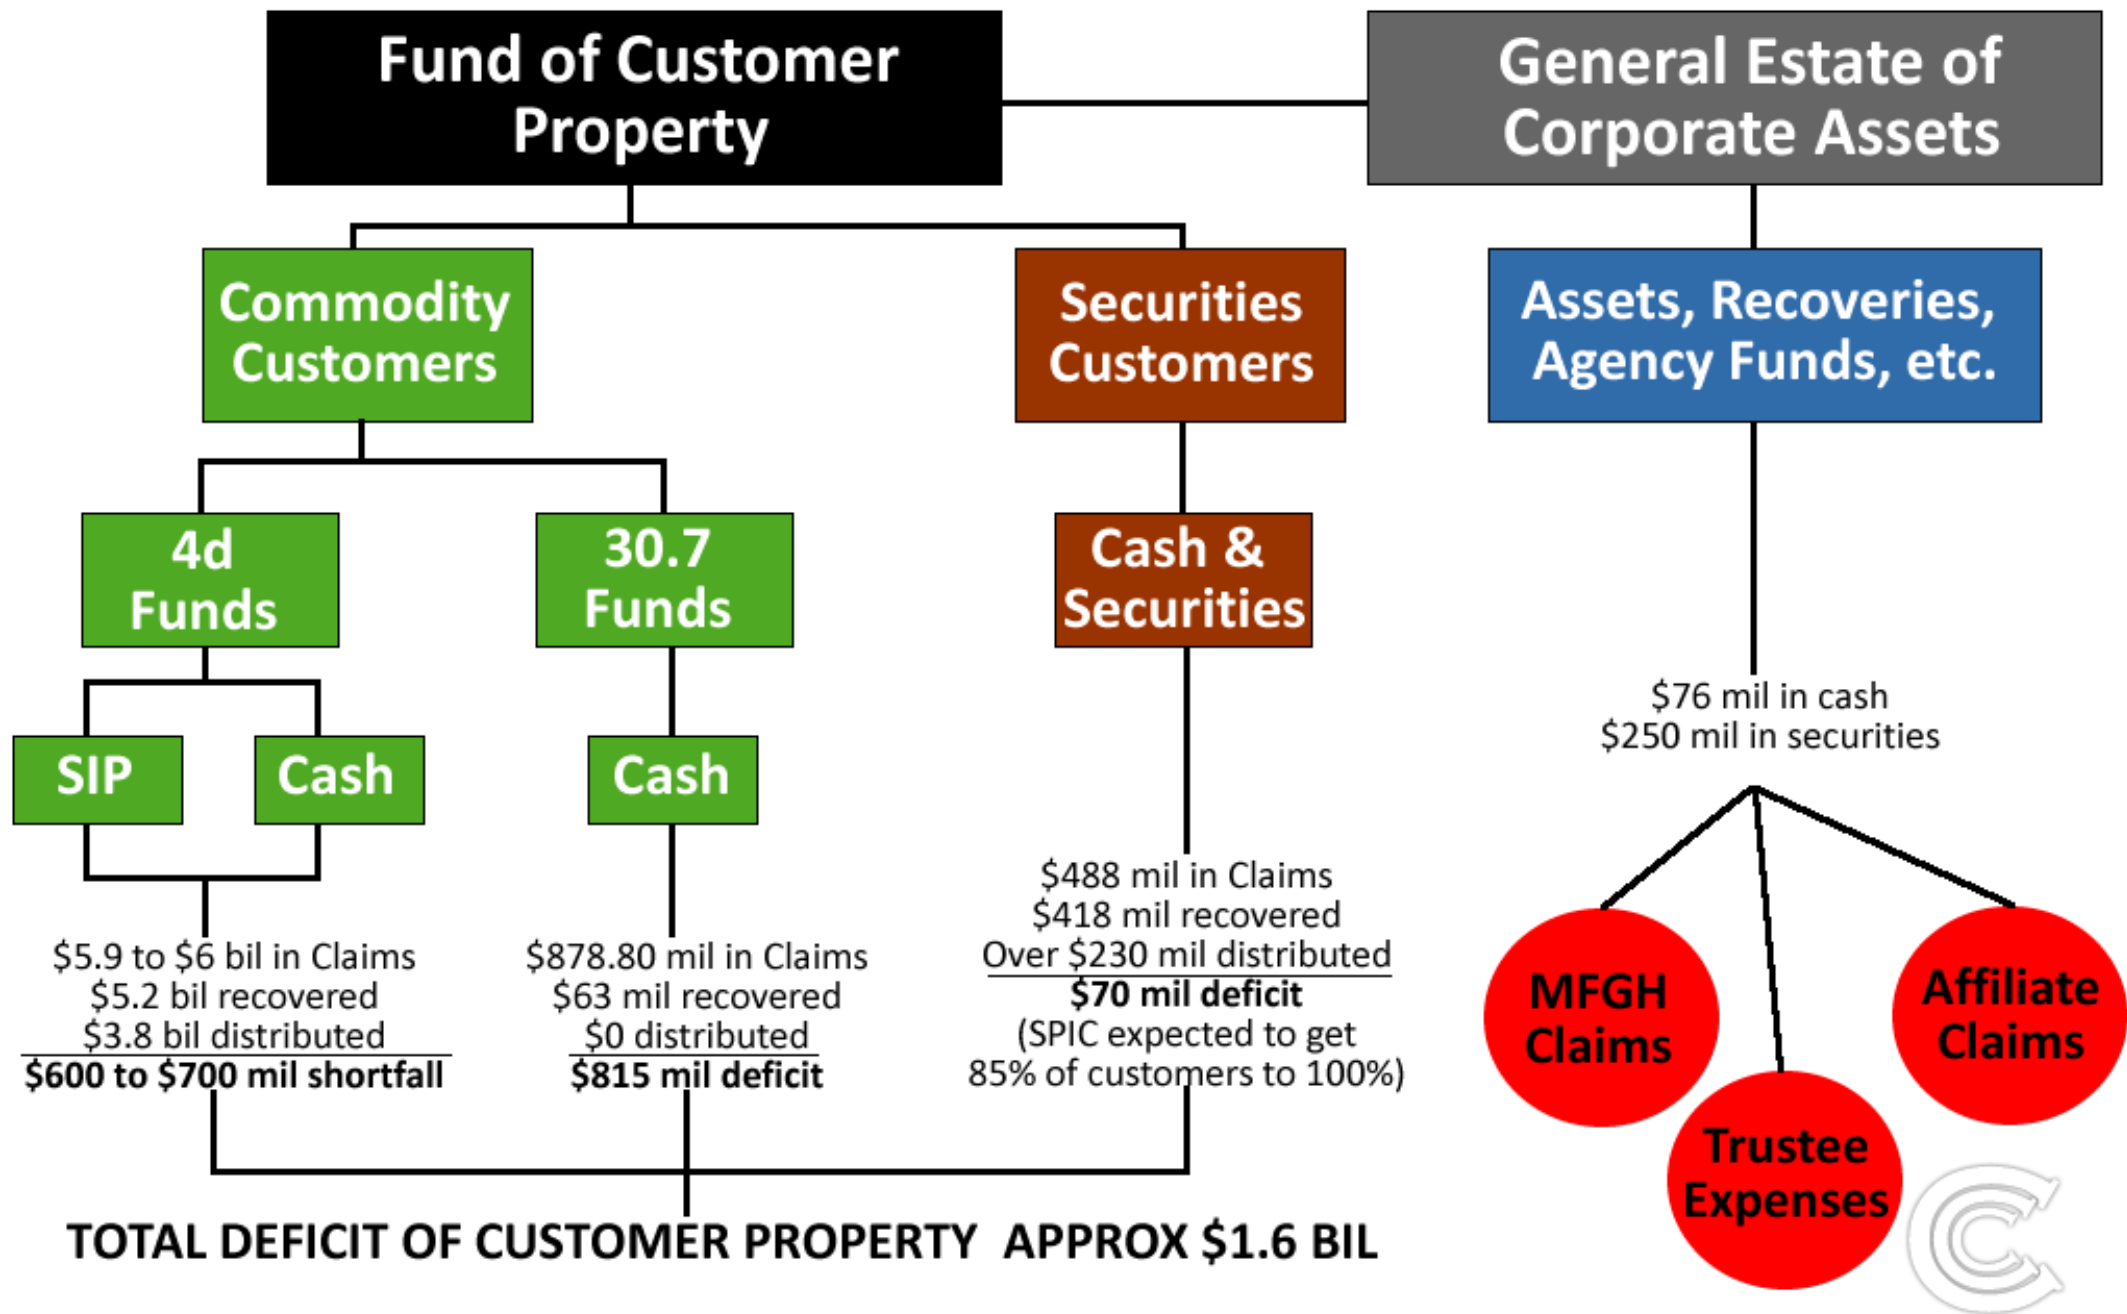 Fund of Customer
Property
General Estate of
Corporate Assets
Commodity
Customers
Securities
Customers
Assets, Recoveries,
Agency Funds, etc.
4d
Funds
30.7
Funds
Cash &
Securities
SIP
Cash
Cash
$5.9 to $6 bil in Claims
$5.2 bil recovered
$3.8 bil distributed
$600 to $700 mil shortfall
$878.80 mil in Claims
$63 mil recovered
$0 distributed
$815 mil deficit
$488 mil in Claims
$418 mil recovered
Over $230 mil distributed
$70 mil deficit
(SPIC expected to get
85% of customers to 100%)
$76 mil in cash
$250 mil in securities
MFGH
Claims
Trustee
Expenses
Affiliate
Claims
TOTAL DEFICIT OF CUSTOMER PROPERTY APPROX $1.6 BIL
CCC